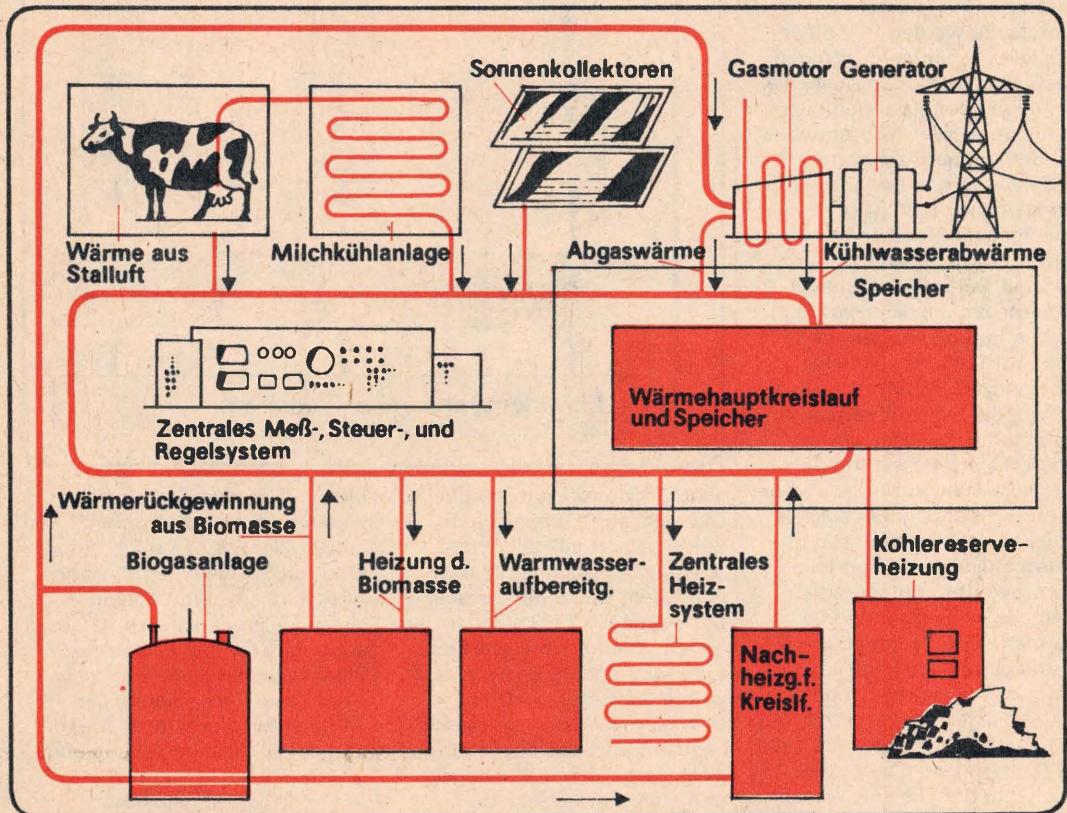 Sonnenkollektoren
Gasmotor Generator
Wärme aus
Stalluft
Milchkühlanlage
Abgaswärme
Kühlwasserabwärme
Speicher
Wärmehauptkreislauf
und Speicher
Zentrales Meß-, Steuer-, und
Regelsystem
Wärmerückgewinnung
aus Biomasse
Biogasanlage
Heizung d.
Biomasse
Warmwasser-
aufbereitg.
Zentrales
Heiz-
system
Kohlereserve-
heizung
Nach-
heizg.f.
Kreislf.